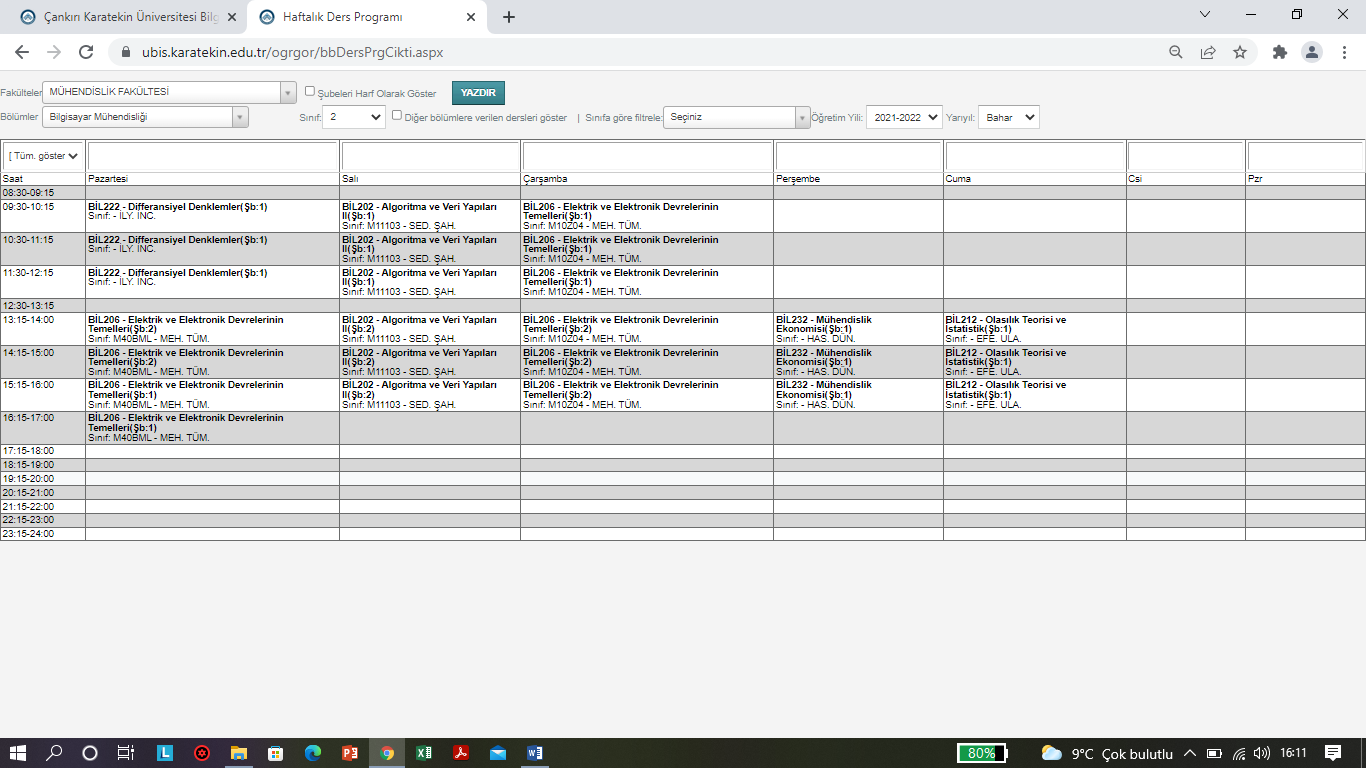 Çankırı Karatekin Üniversitesi Bilg
Haftalık Ders Programı
ubis.karatekin.edu.tr/ogrgor/bbDersPrgCikti.aspx
Fakülteler MÜHENDİSLİK FAKÜLTESİ Şubeleri Harf Olarak Göster YAZDIR
Bölümler Bilgisayar Mühendisliği Sınıf: 2 Diğer bölümlere verilen dersleri göster | Sınıfa göre filtrele: Seçiniz Öğretim Yili: 2021-2022 Yarıyıl: Bahar
[ Tüm. göster
Saat Pazartesi Salı Çarşamba Perşembe Cuma Csi Pzr
08:30-09:15
09:30-10:15
BİL222 - Differansiyel Denklemler(Şb:1)
Sınıf: - İLY. İNC.
BİL202 - Algoritma ve Veri Yapıları
II(Şb:1)
Sınıf: M11103 - SED. ŞAH.
BİL206 - Elektrik ve Elektronik Devrelerinin
Temelleri(Şb:1)
Sınıf: M10Z04 - MEH. TÜM.
10:30-11:15
BİL222 - Differansiyel Denklemler(Şb:1)
Sınıf: - İLY. İNC.
BİL202 - Algoritma ve Veri Yapıları
II(Şb:1)
Sınıf: M11103 - SED. ŞAH.
BİL206 - Elektrik ve Elektronik Devrelerinin
Temelleri(Şb:1)
Sınıf: M10Z04 - MEH. TÜM.
11:30-12:15
BİL222 - Differansiyel Denklemler(Şb:1)
Sınıf: - İLY. İNC.
BİL202 - Algoritma ve Veri Yapıları
II(Şb:1)
Sınıf: M11103 - SED. ŞAH.
BİL206 - Elektrik ve Elektronik Devrelerinin
Temelleri(Şb:1)
Sınıf: M10Z04 - MEH. TÜM.
12:30-13:15
13:15-14:00
BİL206 - Elektrik ve Elektronik Devrelerinin
Temelleri(Şb:2)
Sınıf: M40BML - MEH. TÜM.
BİL202 - Algoritma ve Veri Yapıları
II(Şb:2)
Sınıf: M11103 - SED. ŞAH.
BİL206 - Elektrik ve Elektronik Devrelerinin
Temelleri(Şb:2)
Sınıf: M10Z04 - MEH. TÜM.
BİL232 - Mühendislik
Ekonomisi(Şb:1)
Sınıf: - HAS. DÜN.
BİL212 - Olasılık Teorisi ve
İstatistik(Şb:1)
Sınıf: - EFE. ULA.
14:15-15:00
BİL206 - Elektrik ve Elektronik Devrelerinin
Temelleri(Şb:2)
Sınıf: M40BML - MEH. TÜM.
BİL202 - Algoritma ve Veri Yapıları
II(Şb:2)
Sınıf: M11103 - SED. ŞAH.
BİL206 - Elektrik ve Elektronik Devrelerinin
Temelleri(Şb:2)
Sınıf: M10Z04 - MEH. TÜM.
BİL232 - Mühendislik
Ekonomisi(Şb:1)
Sınıf: - HAS. DÜN.
BİL212 - Olasılık Teorisi ve
İstatistik(Şb:1)
Sınıf: - EFE. ULA.
15:15-16:00
BİL206 - Elektrik ve Elektronik Devrelerinin
Temelleri(Şb:1)
Sınıf: M40BML - MEH. TÜM.
BİL202 - Algoritma ve Veri Yapıları
II(Şb:2)
Sınıf: M11103 - SED. ŞAH.
BİL206 - Elektrik ve Elektronik Devrelerinin
Temelleri(Şb:2)
Sınıf: M10Z04 - MEH. TÜM.
BİL232 - Mühendislik
Ekonomisi(Şb:1)
Sınıf: - HAS. DÜN.
BİL212 - Olasılık Teorisi ve
İstatistik(Şb:1)
Sınıf: - EFE. ULA.
16:15-17:00
BİL206 - Elektrik ve Elektronik Devrelerinin
Temelleri(Şb:1)
Sınıf: M40BML - MEH. TÜM.
17:15-18:00
18:15-19:00
19:15-20:00
20:15-21:00
21:15-22:00
22:15-23:00
23:15-24:00
80% 9°C Çok bulutlu 16:11